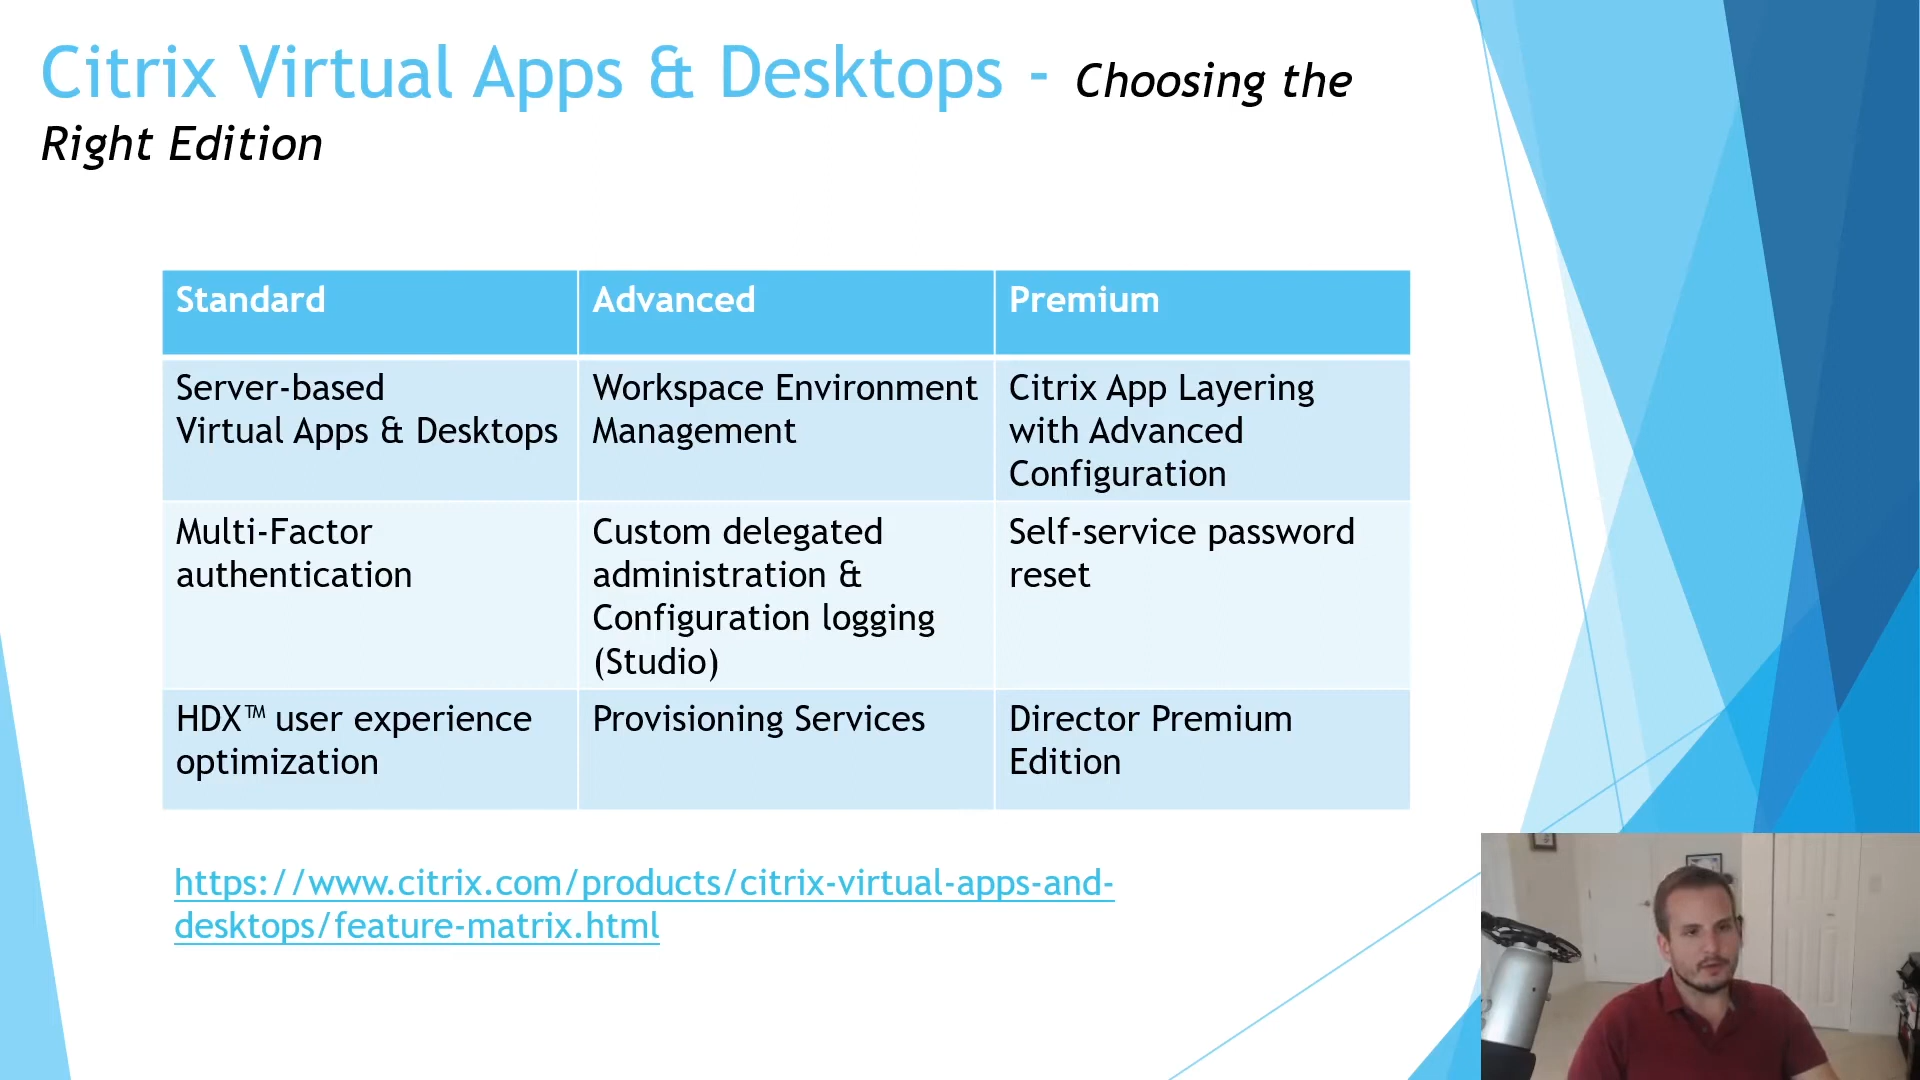 Citrix Virtual Apps & Desktops - Choosing the
Right Edition
Standard
Advanced
Premium
Server-based
Virtual Apps & Desktops
Workspace Environment
Management
Citrix App Layering
with Advanced
Configuration
Multi-Factor
authentication
Custom delegated
administration &
Configuration logging
(Studio)
Self-service password
reset
HDX™ user experience
optimization
Provisioning Services
Director Premium
Edition
https://www.citrix.com/products/citrix-virtual-apps-and-
desktops/feature-matrix.html